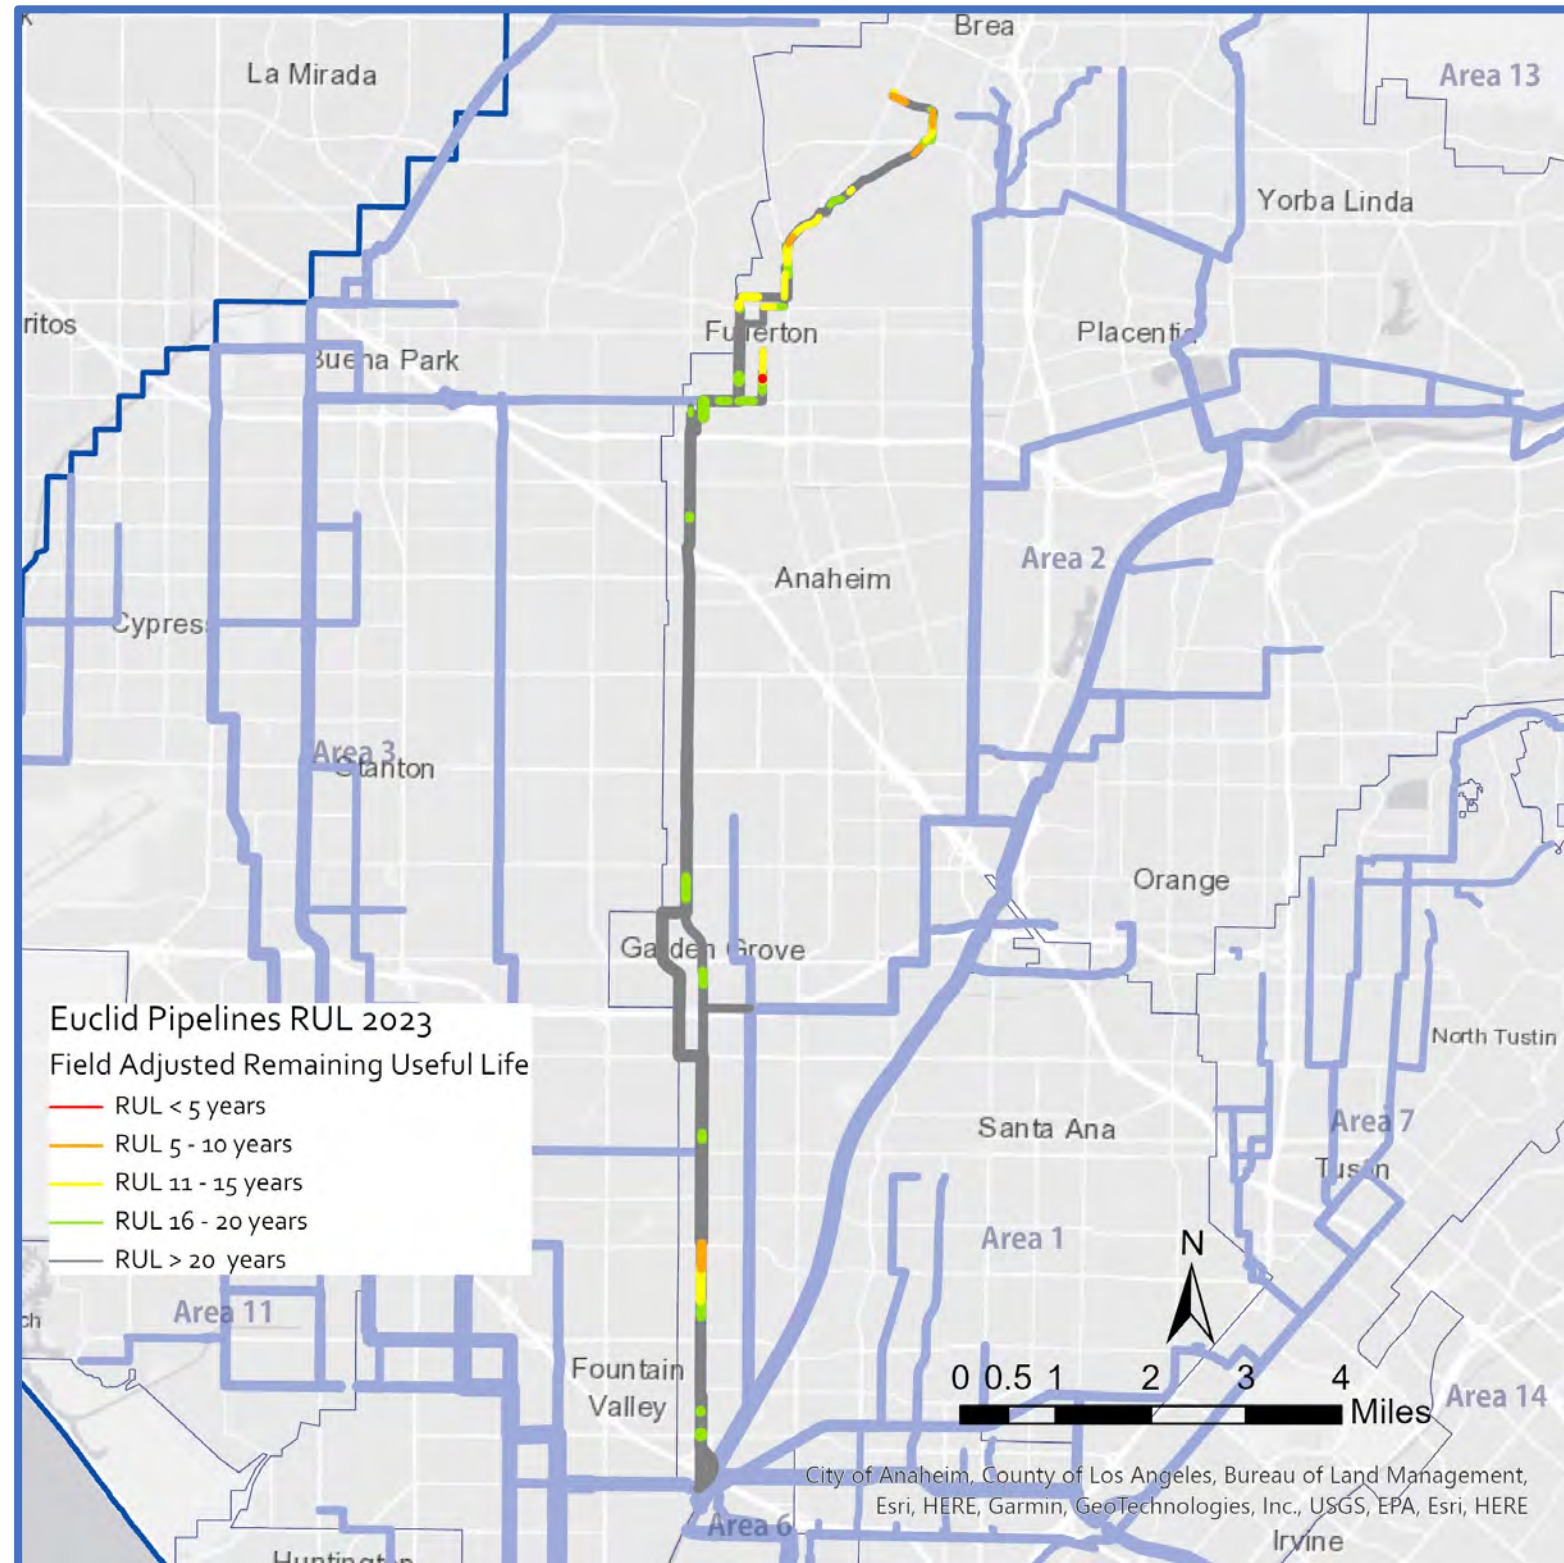 Brea
La Mirada
Area 13
Yorba Linda
ritos
Fullerton
Placentia
Buena Park
Area 2
Anaheim
Cypress
Area 3
Stanton
Orange
Garden Grove
Euclid Pipelines RUL 2023
Field Adjusted Remaining Useful Life
RUL < 5 years
RUL 5 - 10 years
RUL 11 - 15 years
RUL 16 - 20 years
RUL > 20 years
North Tustin
Santa Ana
Area 7
Tustin
Area 1
N
Area 11
ch
Fountain
Valley
0 0.5 1 2 3 4
Miles
Area 14
City of Anaheim, County of Los Angeles, Bureau of Land Management,
Esri, HERE, Garmin, GeoTechnologies, Inc., USGS, EPA, Esri, HERE
Area 6
Irvine
Huntington